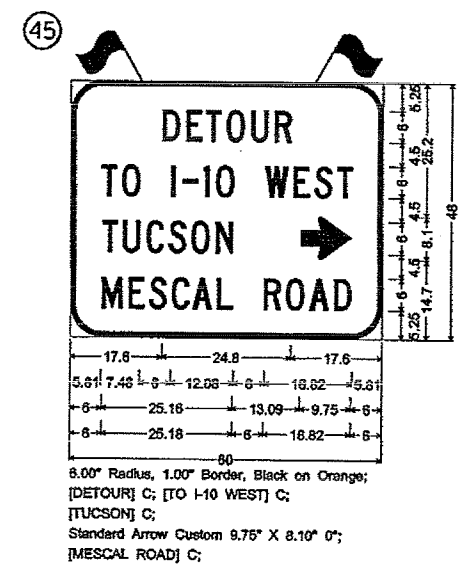 45
DETOUR
TO I-10 WEST
TUCSON
MESCAL ROAD
5.25 6 4.5 6 4.5 6 4.5 6 5.25
25.2 8.1 14.7
48
17.6 24.8 17.6
5.81 7.48 6 12.08 6 16.82 5.81
6 25.16 13.09 9.75 6
6 25.18 6 16.82 6
60
6.00" Radius, 1.00" Border, Black on Orange;
[DETOUR] C; [TO I-10 WEST] C;
[TUCSON] C;
Standard Arrow Custom 9.75" X 8.10" 0°;
[MESCAL ROAD] C;